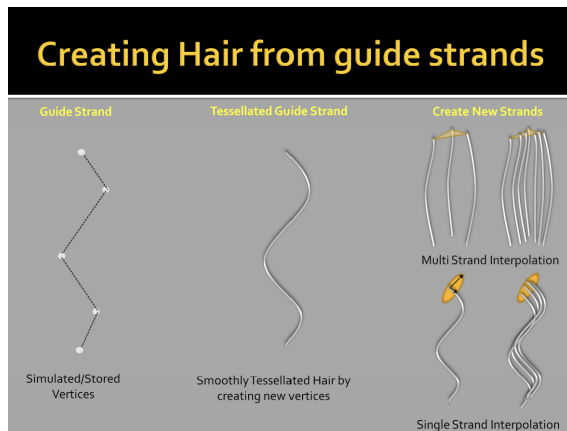 Creating Hair from guide strands
Guide Strand
Tessellated Guide Strand
Create New Strands
Multi Strand Interpolation
Simulated/Stored
Vertices
Smoothly Tessellated Hair by
creating new vertices
Single Strand Interpolation